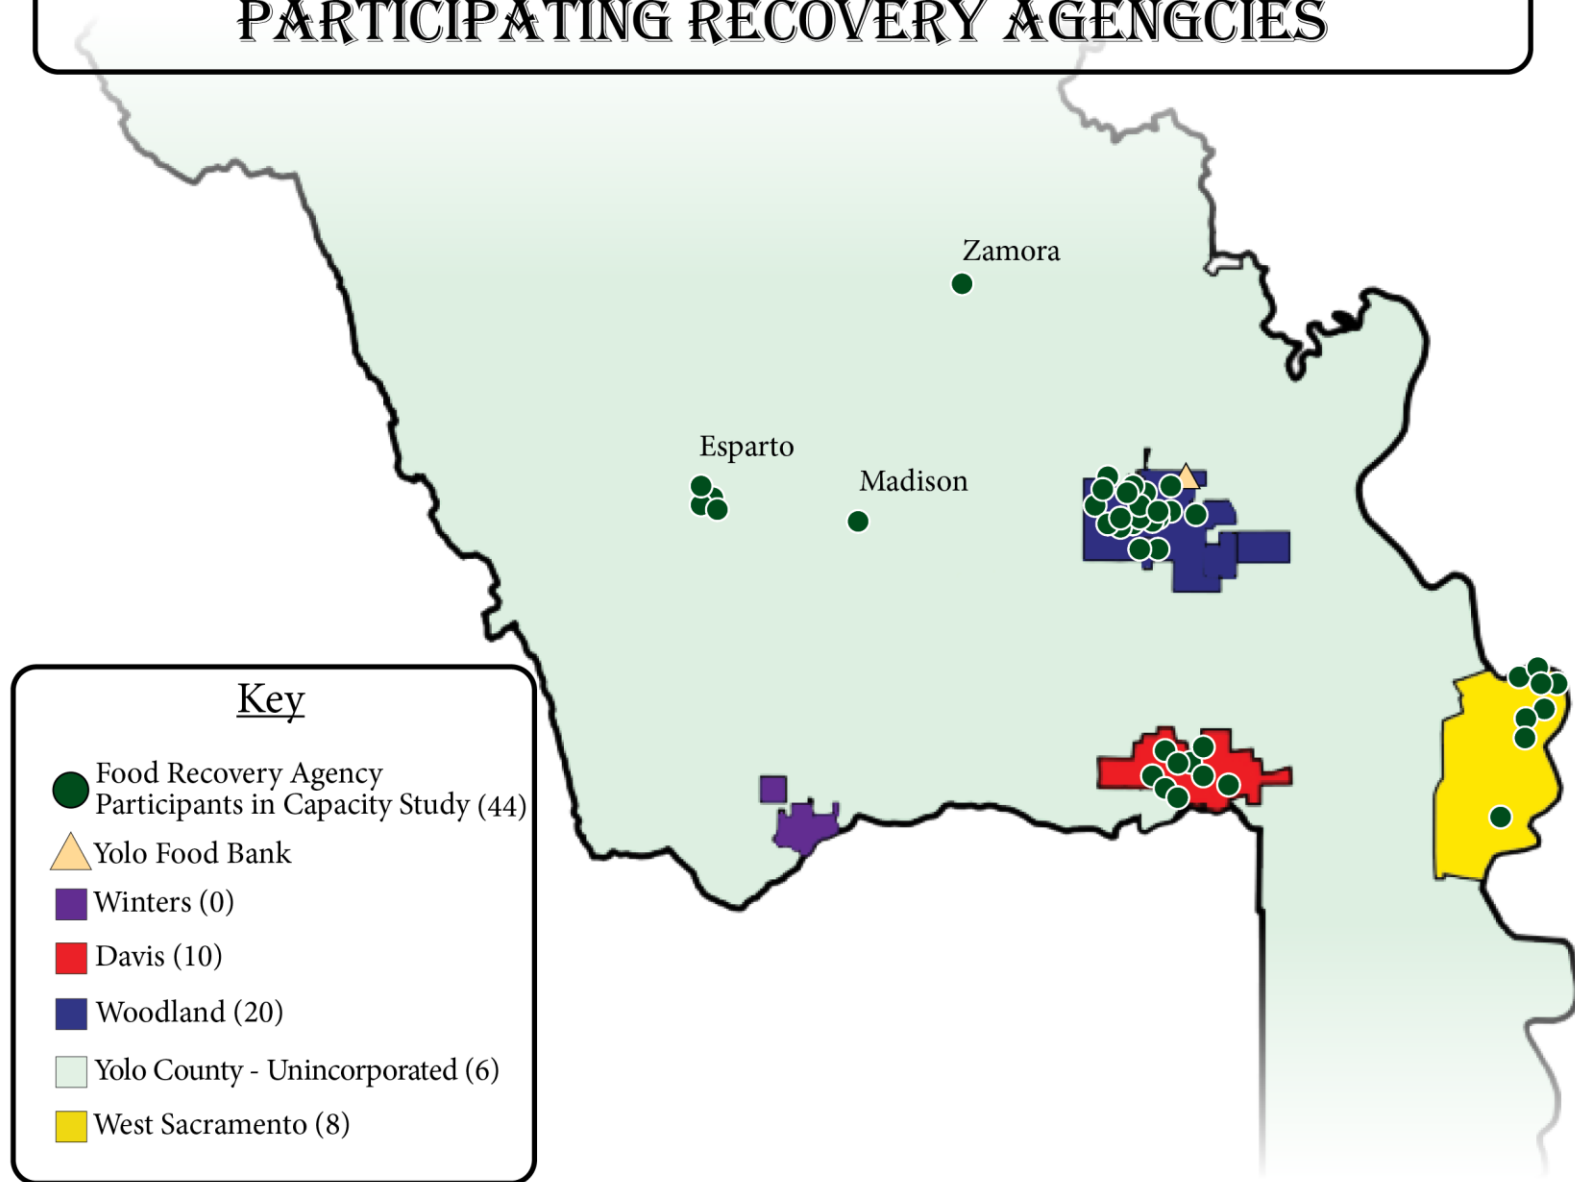 PARTICIPATING RECOVERY AGENGCIES
Zamora
Esparto
Madison
Key
Food Recovery Agency
Participants in Capacity Study (44)
Yolo Food Bank
Winters (0)
Davis (10)
Woodland (20)
Yolo County - Unincorporated (6)
West Sacramento (8)